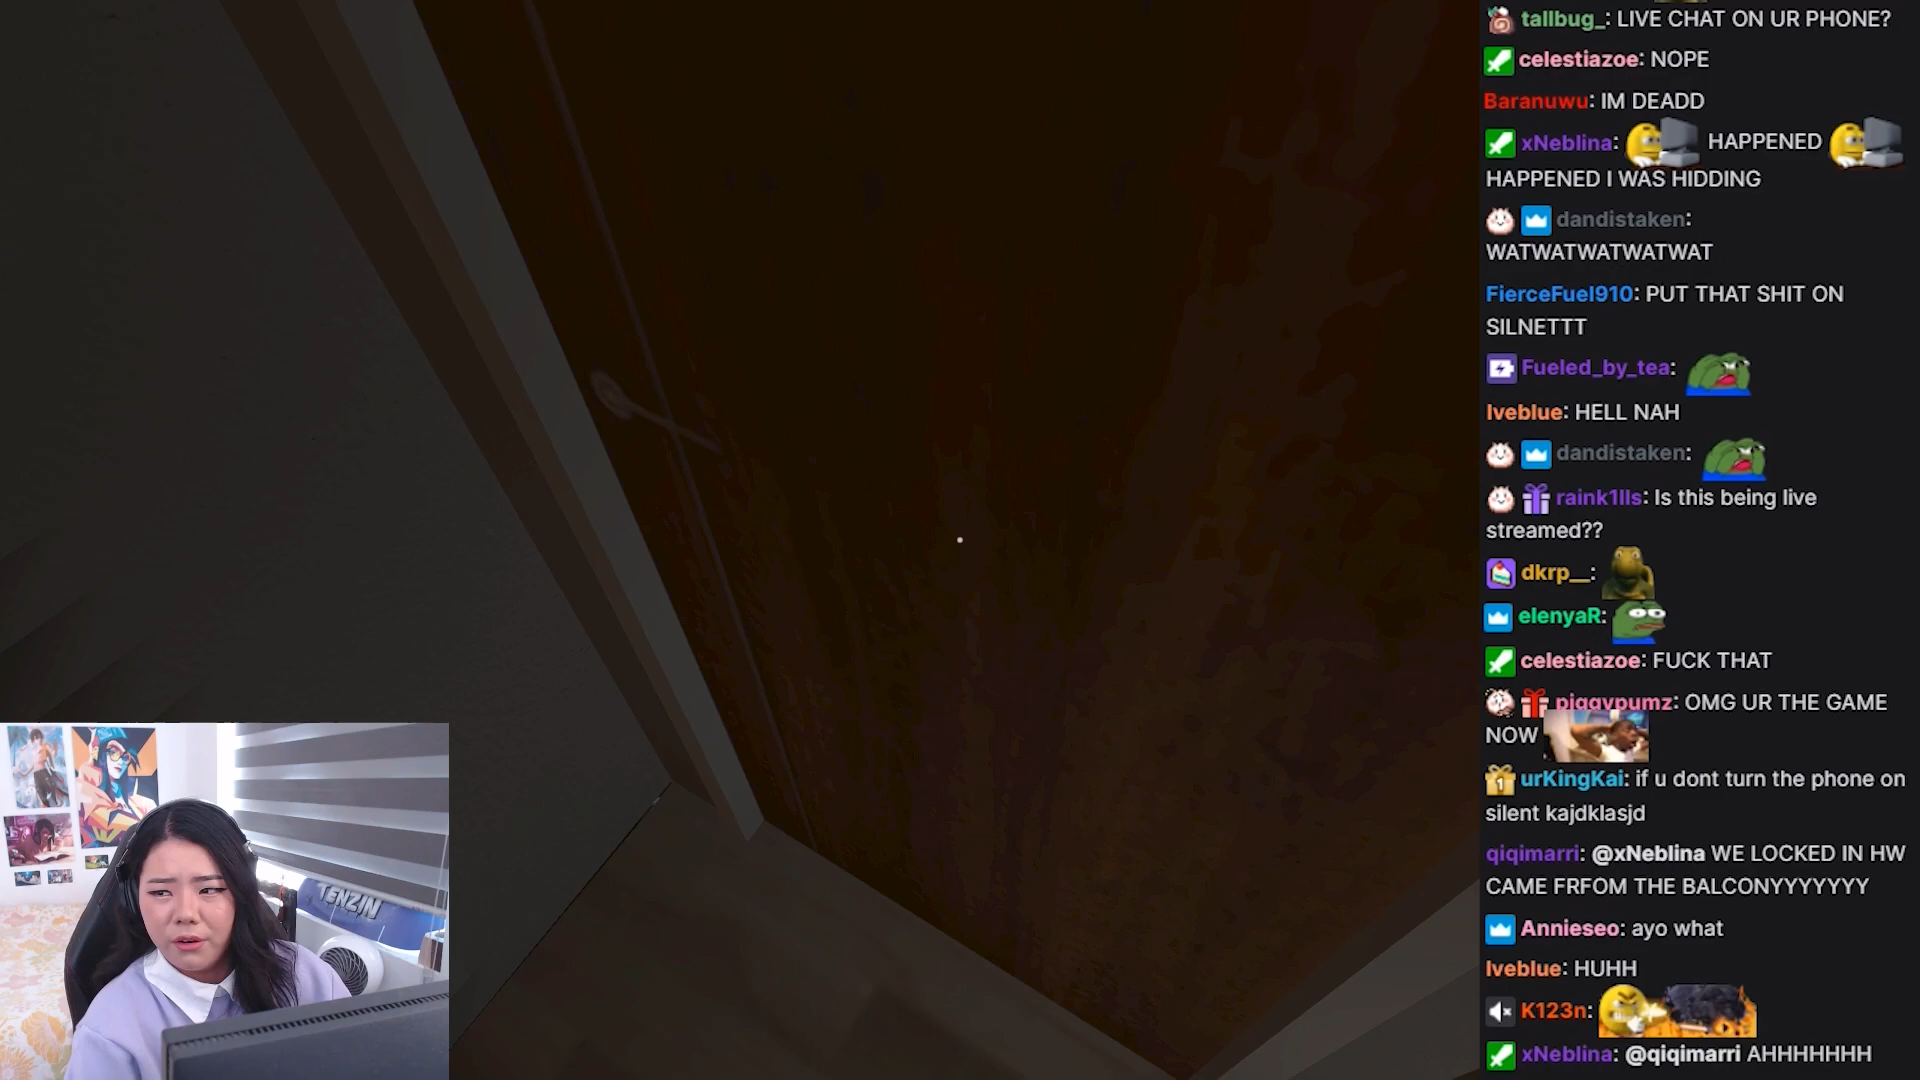 tallbug_: LIVE CHAT ON UR PHONE?
celestiazoe: NOPE
Baranuwu: IM DEADD
xNeblina: HAPPENED
HAPPENED I WAS HIDDING
dandistaken:
WATWATWATWATWAT
FierceFuel910: PUT THAT SHIT ON
SILNETTT
Fueled_by_tea:
lveblue: HELL NAH
dandistaken:
raink1lls: Is this being live
streamed??
dkrp__:
elenyaR:
celestiazoe: FUCK THAT
piggypumz: OMG UR THE GAME
NOW
urKingKai: if u dont turn the phone on
silent kajdklasjd
qiqimarri: @xNeblina WE LOCKED IN HW
CAME FRFOM THE BALCONYYYYYYY
Annieseo: ayo what
lveblue: HUHH
K123n:
xNeblina: @qiqimarri AHHHHHHH
TENZIN